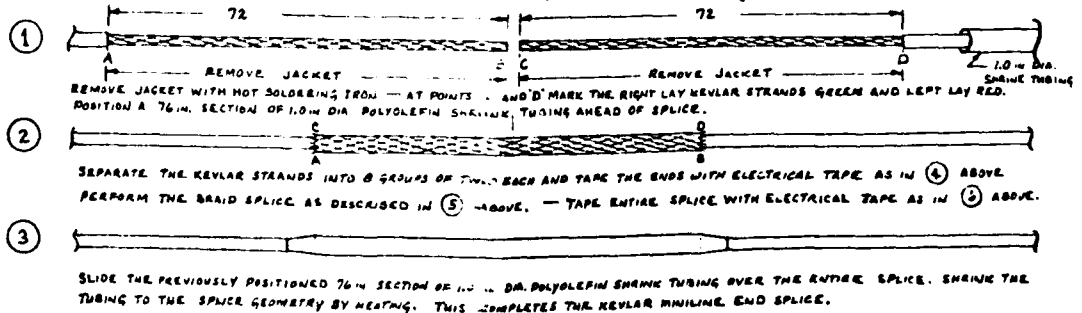 72 72
1
A B C D
REMOVE JACKET REMOVE JACKET
1.0 IN DIA.
SHRINK TUBING
REMOVE JACKET WITH HOT SOLDERING IRON — AT POINTS AND 'D' MARK THE RIGHT LAY KEVLAR STRANDS GREEN AND LEFT LAY RED.
POSITION A 76 IN. SECTION OF 1.0 IN DIA POLYOLEFIN SHRINK TUBING AHEAD OF SPLICE.
2
C D
A B
SEPARATE THE KEVLAR STRANDS INTO 8 GROUPS OF EACH AND TAPE THE ENDS WITH ELECTRICAL TAPE AS IN 4 ABOVE
PERFORM THE BRAID SPLICE AS DESCRIBED IN 5 ABOVE. — TAPE ENTIRE SPLICE WITH ELECTRICAL TAPE AS IN 6 ABOVE.
3
SLIDE THE PREVIOUSLY POSITIONED 76 IN SECTION OF DIA. POLYOLEFIN SHRINK TUBING OVER THE ENTIRE SPLICE. SHRINK THE
TUBING TO THE SPLICE GEOMETRY BY HEATING. THIS COMPLETES THE KEVLAR MINILINE END SPLICE.